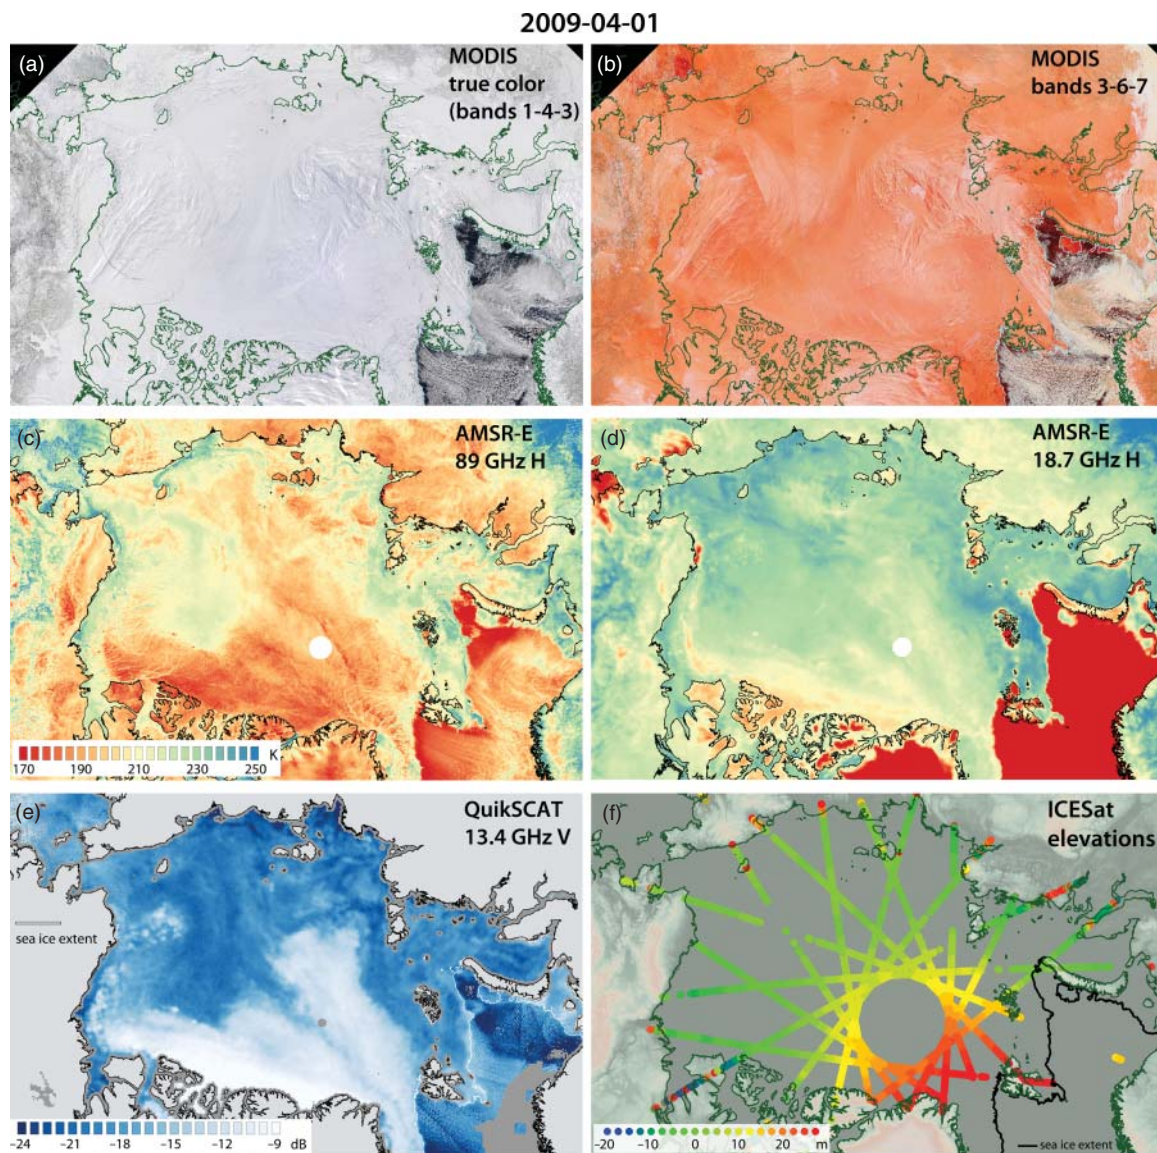 2009-04-01
(a)
MODIS
true color
(bands 1-4-3)
(b)
MODIS
bands 3-6-7
(c)
AMSR-E
89 GHz H
K
170 190 210 230 250
(d)
AMSR-E
18.7 GHz H
(e)
QuikSCAT
13.4 GHz V
sea ice extent
−24 −21 −18 −15 −12 −9 dB
(f)
ICESat
elevations
−20 −10 0 10 20 m
sea ice extent